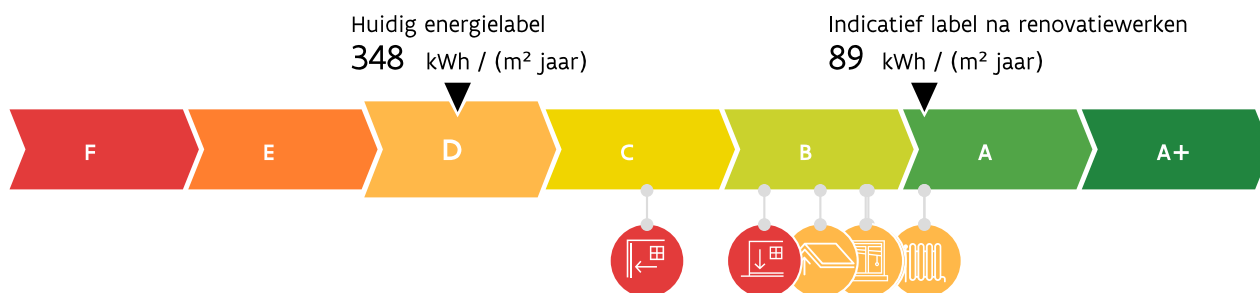 Huidig energielabel
348 kWh / (m² jaar)
Indicatief label na renovatiewerken
89 kWh / (m² jaar)
F E D C B A A+